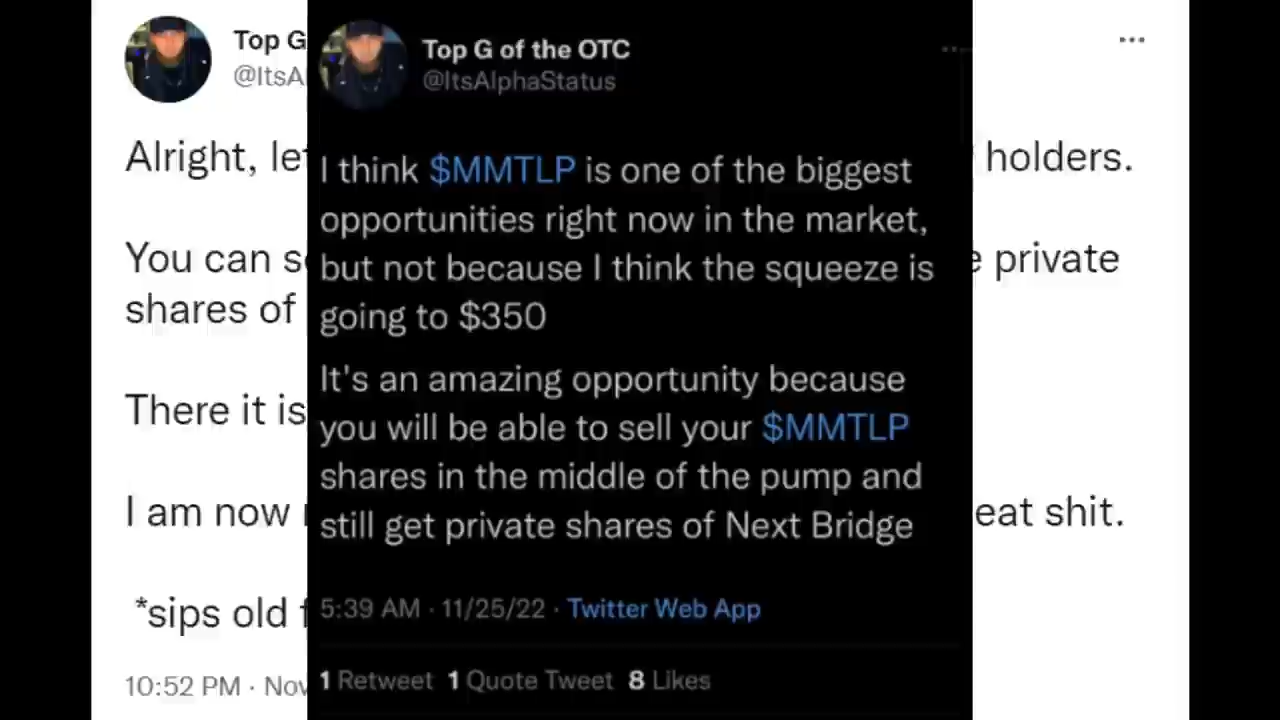 Top G
@ItsA
Alright, le
holders.
You can s
private
shares of
There it is
I am now
eat shit.
*sips old
10:52 PM · Nov
Top G of the OTC
@ItsAlphaStatus
I think $MMTLP is one of the biggest
opportunities right now in the market,
but not because I think the squeeze is
going to $350
It's an amazing opportunity because
you will be able to sell your $MMTLP
shares in the middle of the pump and
still get private shares of Next Bridge
5:39 AM · 11/25/22 · Twitter Web App
1 Retweet 1 Quote Tweet 8 Likes